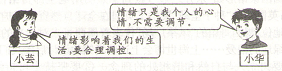 情绪只是我个人的心
情,不需要调节。
情绪影响着我们的生
活,要合理调控。
小芸
小华